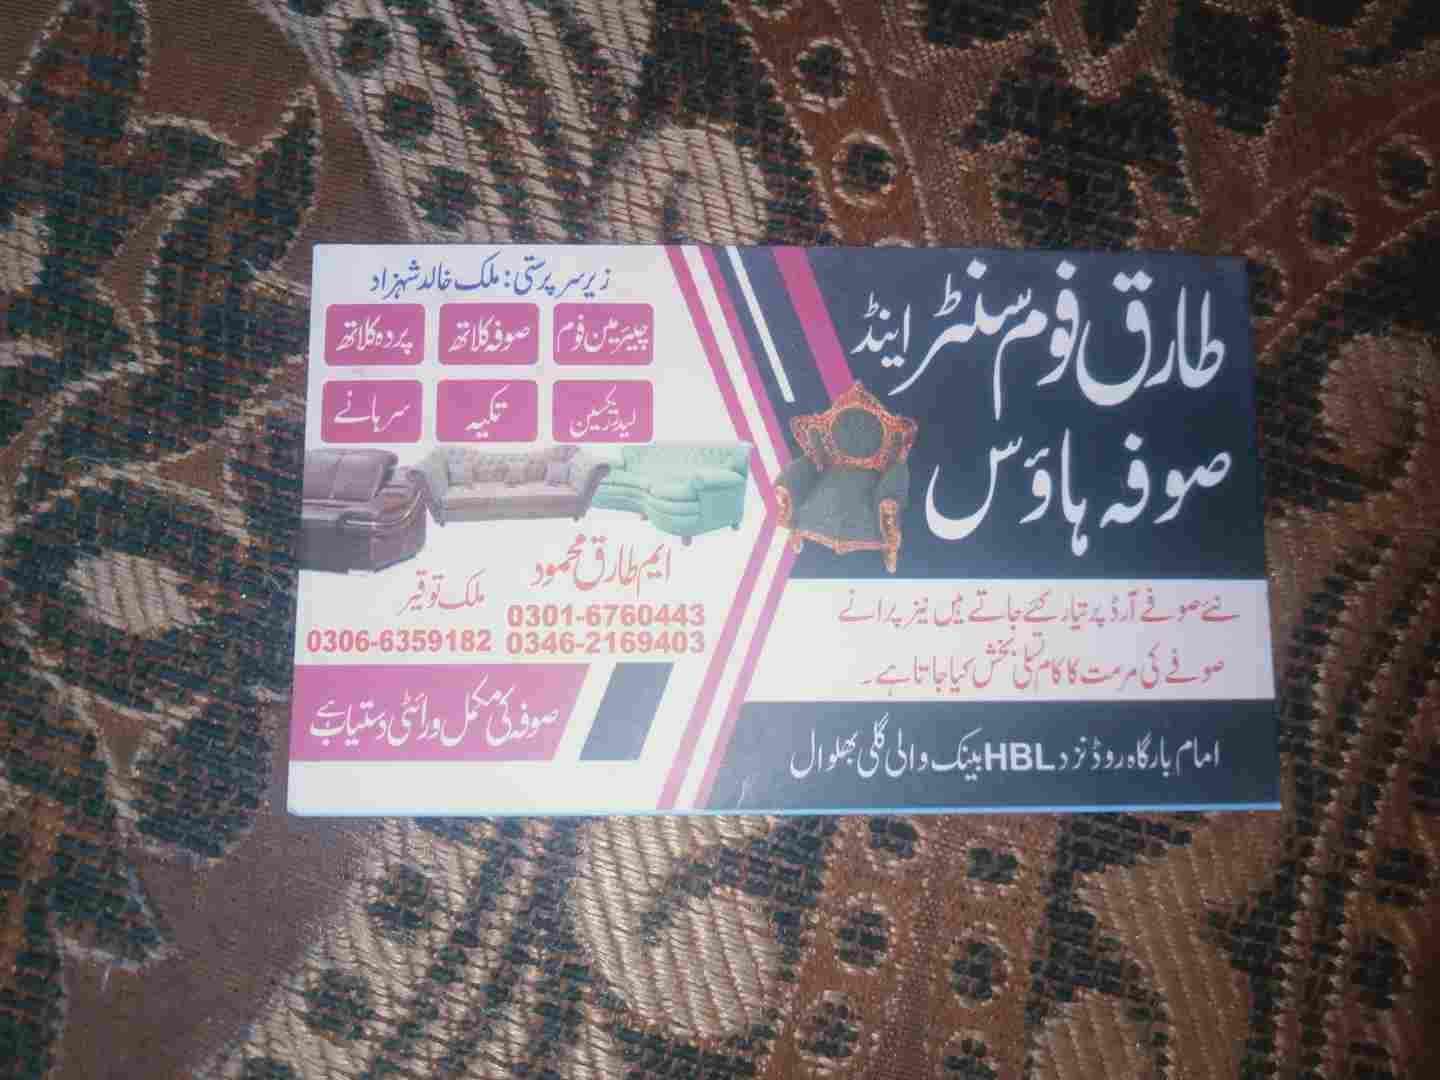 طارق فوم سنٹر اینڈ
صوفہ ہاؤس
نئے صوفے آرڈر پر تیار کئے جاتے ہیں نیز پرانے
صوفے کی مرمت کا کام تسلی بخش کیا جاتا ہے۔
امام بارگاہ روڈ نزد HBL بینک والی گلی بھلوال
زیر سرپرستی: ملک خالد شہزاد
چیئرمین فوم صوفہ کلاتھ پردہ کلاتھ
لیدر یکسین تکیہ سرہانے
ایم طارق محمود
0301-6760443
0346-2169403
ملک توقیر
0306-6359182
صوفہ کی مکمل ورائٹی دستیاب ہے